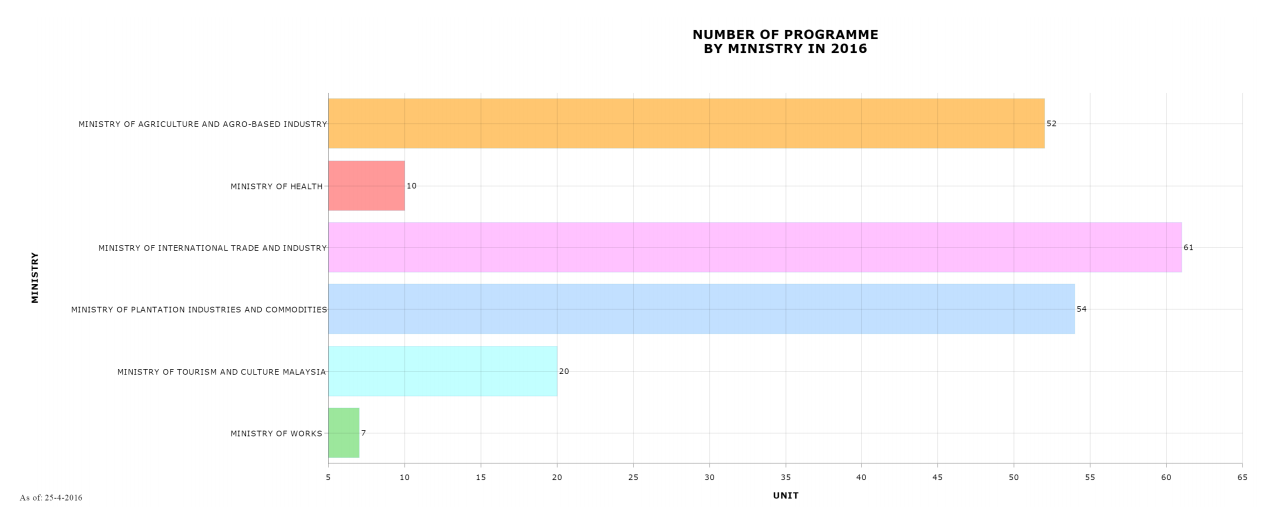 NUMBER OF PROGRAMME
BY MINISTRY IN 2016
MINISTRY OF AGRICULTURE AND AGRO-BASED INDUSTRY
52
MINISTRY OF HEALTH
10
MINISTRY OF INTERNATIONAL TRADE AND INDUSTRY
61
MINISTRY
MINISTRY OF PLANTATION INDUSTRIES AND COMMODITIES
54
MINISTRY OF TOURISM AND CULTURE MALAYSIA
20
MINISTRY OF WORKS
7
5 10 15 20 25 30 35 40 45 50 55 60 65
UNIT
As of: 25-4-2016